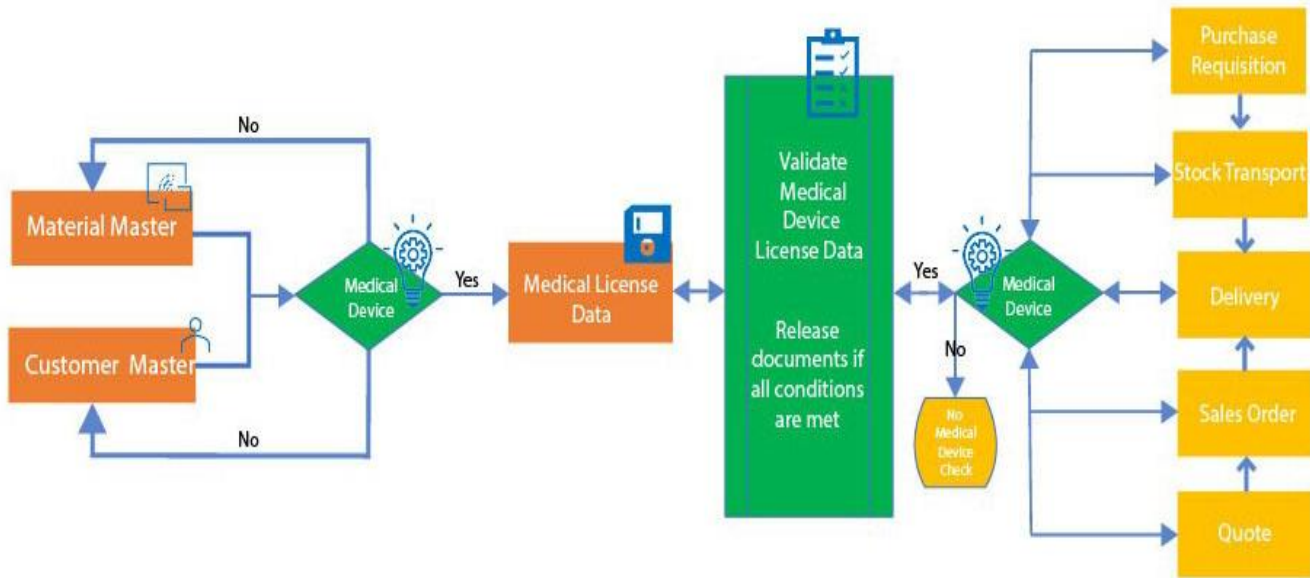 No
Material Master
Customer Master
No
Medical
Device
Yes
Medical License
Data
Validate
Medical
Device
License Data
Release
documents if
all conditions
are met
Yes
Medical
Device
No
No
Medical
Device
Check
Purchase
Requisition
Stock Transport
Delivery
Sales Order
Quote